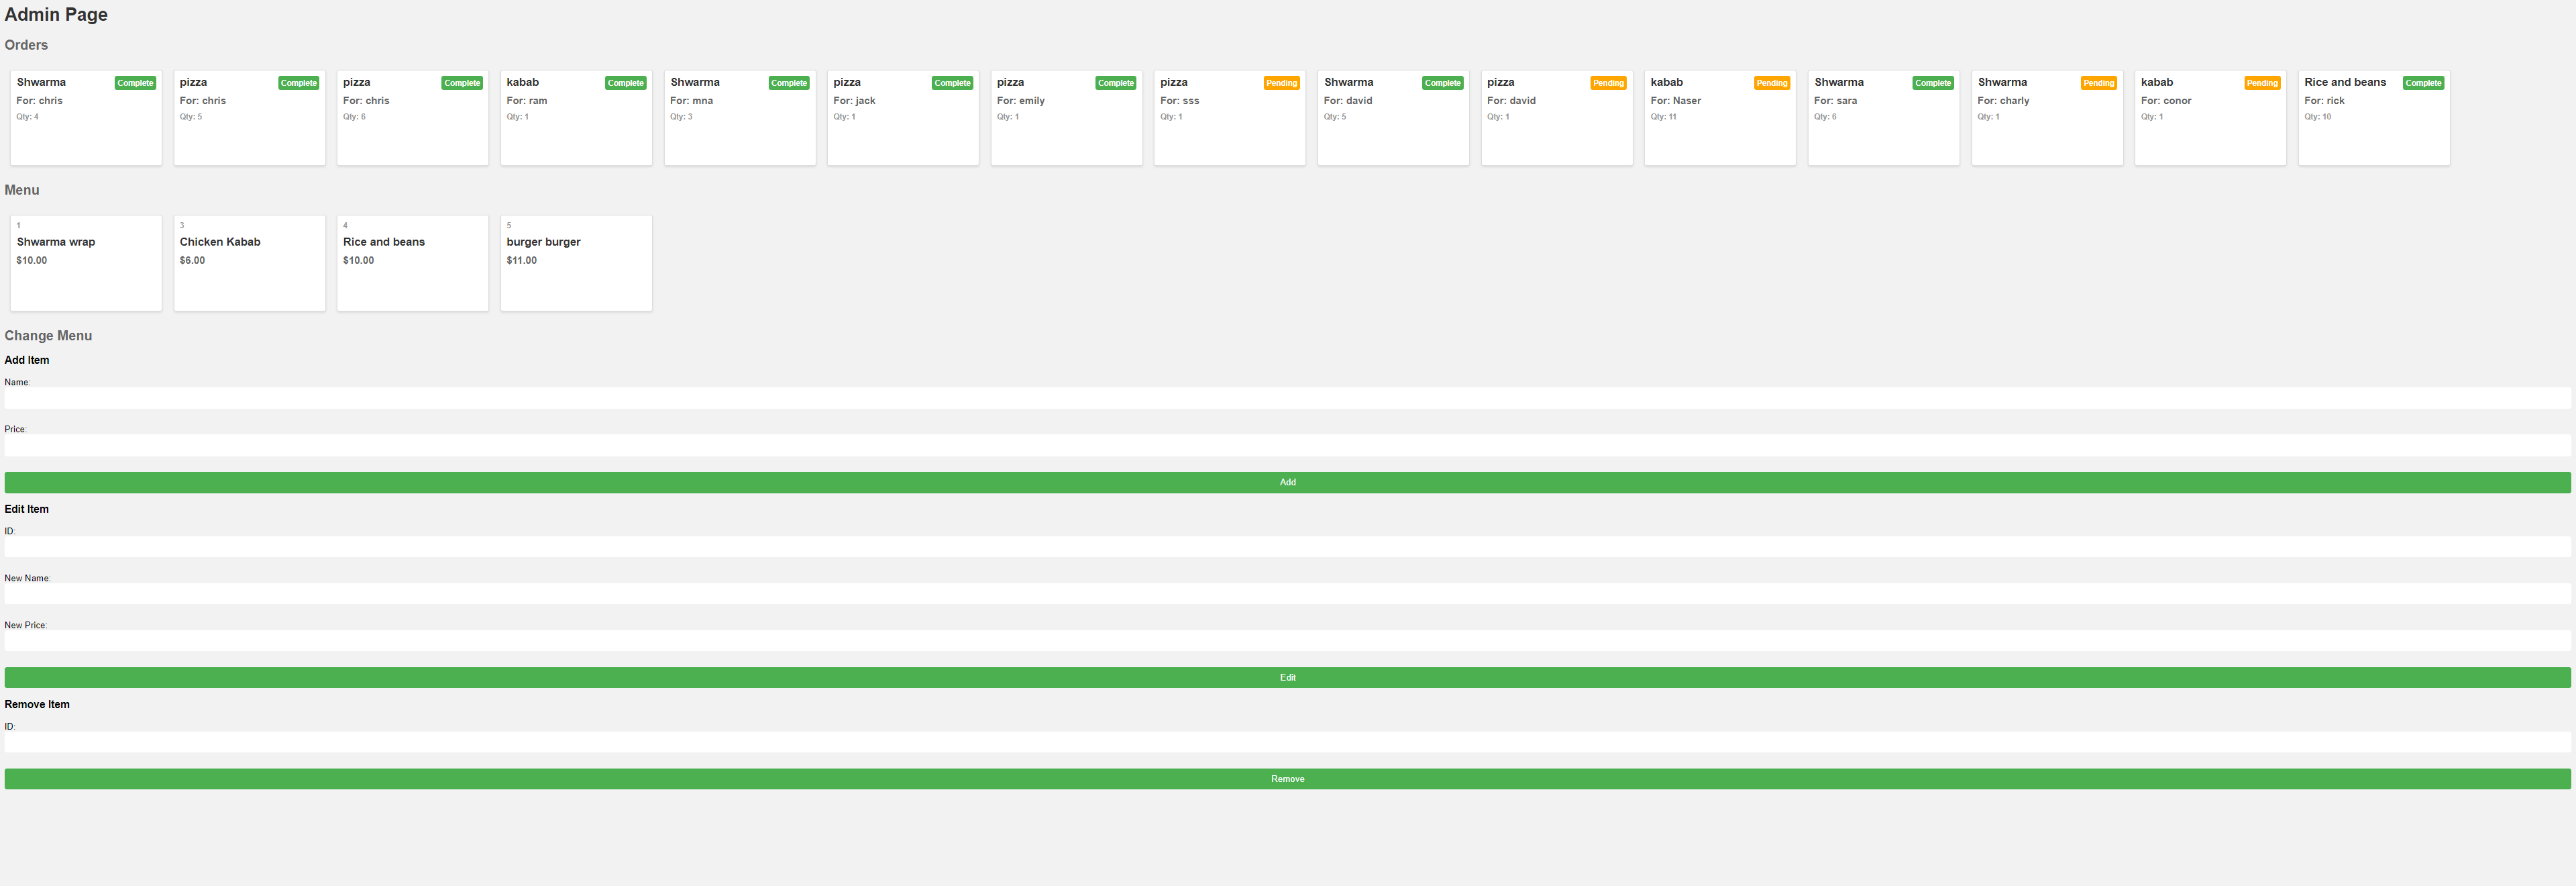 Admin Page
Orders
Shwarma Complete
For: chris
Qty: 4
pizza Complete
For: chris
Qty: 5
pizza Complete
For: chris
Qty: 6
kabab Complete
For: ram
Qty: 1
Shwarma Complete
For: mna
Qty: 3
pizza Complete
For: jack
Qty: 1
pizza Complete
For: emily
Qty: 1
pizza Pending
For: sss
Qty: 1
Shwarma Complete
For: david
Qty: 5
pizza Pending
For: david
Qty: 1
kabab Pending
For: Naser
Qty: 11
Shwarma Complete
For: sara
Qty: 6
Shwarma Pending
For: charly
Qty: 1
kabab Pending
For: conor
Qty: 1
Rice and beans Complete
For: rick
Qty: 10
Menu
1
Shwarma wrap
$10.00
3
Chicken Kabab
$6.00
4
Rice and beans
$10.00
5
burger burger
$11.00
Change Menu
Add Item
Name:
Price:
Add
Edit Item
ID:
New Name:
New Price:
Edit
Remove Item
ID:
Remove